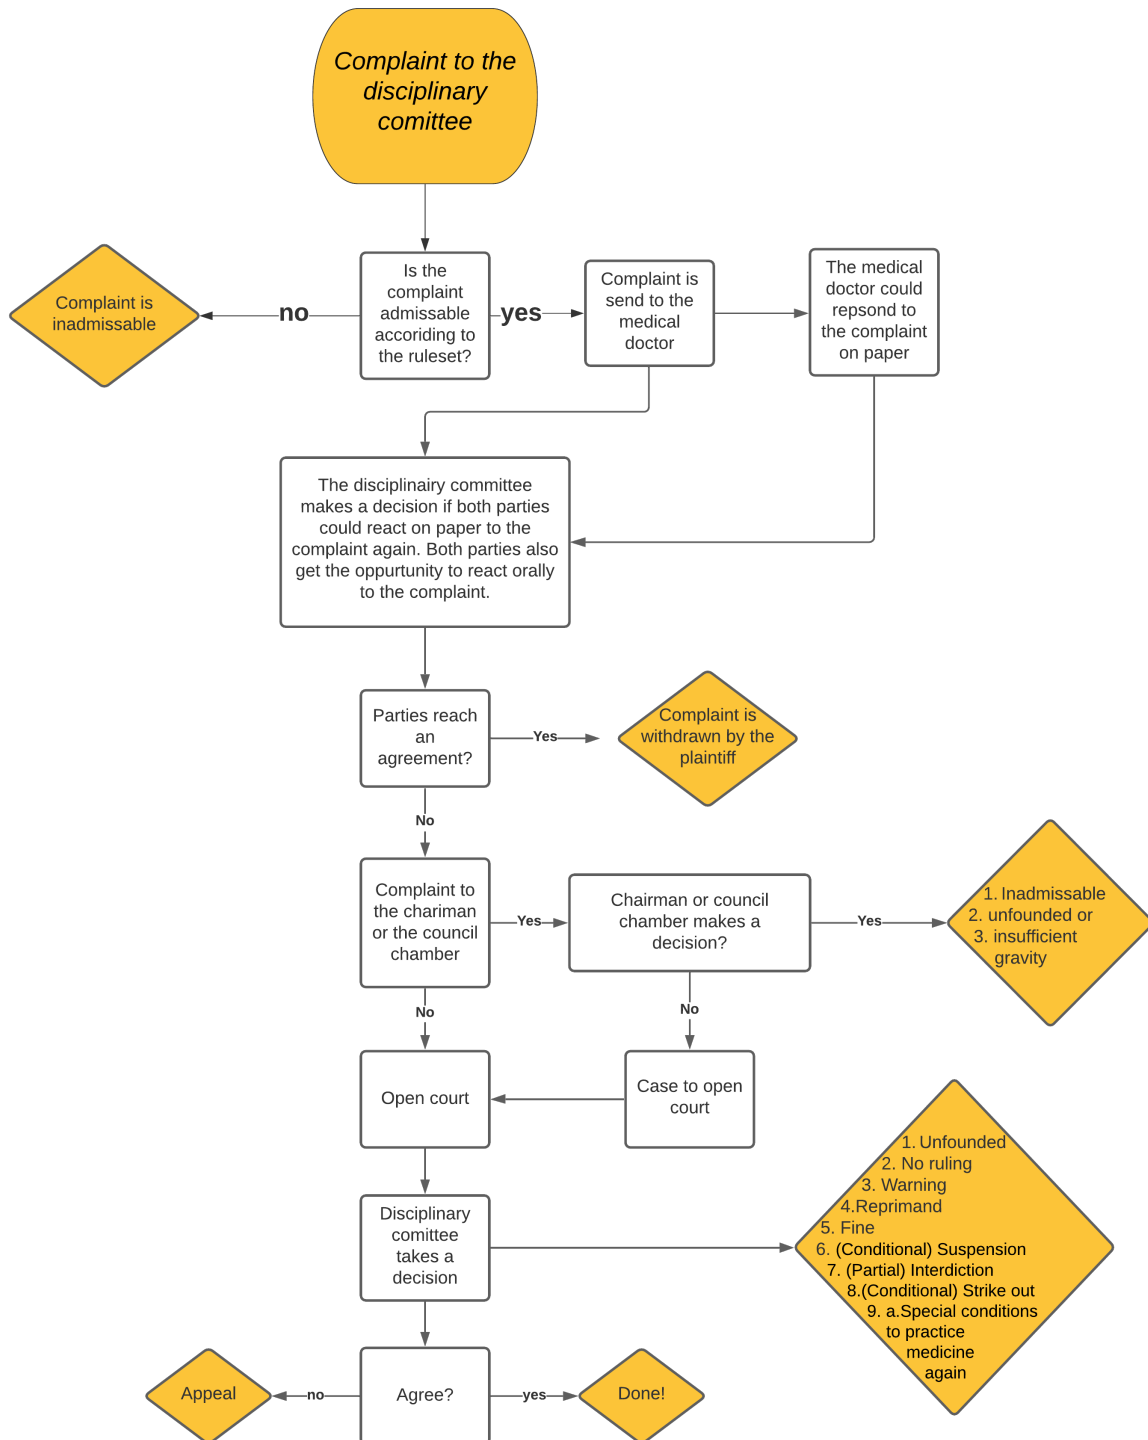 Complaint to the
disciplinary
comittee
Is the
complaint
admissable
accoriding to
the ruleset?
no
Complaint is
inadmissable
yes
Complaint is
send to the
medical
doctor
The medical
doctor could
repsond to
the complaint
on paper
The disciplinairy committee
makes a decision if both parties
could react on paper to the
complaint again. Both parties also
get the oppurtunity to react orally
to the complaint.
Parties reach
an
agreement?
Yes
Complaint is
withdrawn by the
plaintiff
No
Complaint to
the chariman
or the council
chamber
Yes
Chairman or council
chamber makes a
decision?
Yes
1. Inadmissable
2. unfounded or
3. insufficient
gravity
No
No
Open court
Case to open
court
Disciplinary
comittee
takes a
decision
1. Unfounded
2. No ruling
3. Warning
4.Reprimand
5. Fine
6. (Conditional) Suspension
7. (Partial) Interdiction
8.(Conditional) Strike out
9. a.Special conditions
to practice
medicine
again
Agree?
no
Appeal
yes
Done!